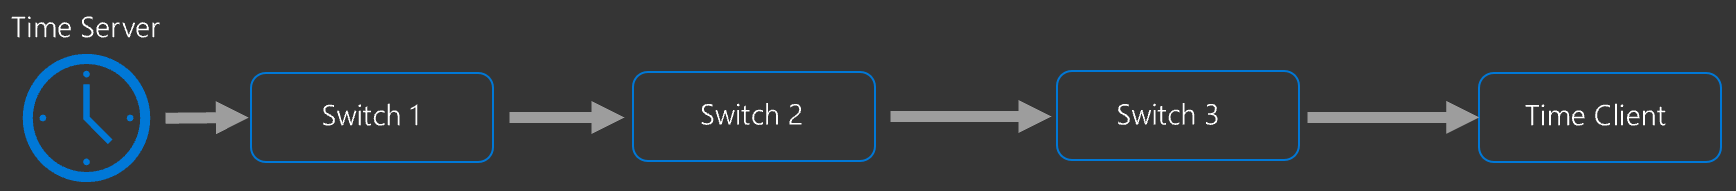 Time Server
Switch 1
Switch 2
Switch 3
Time Client